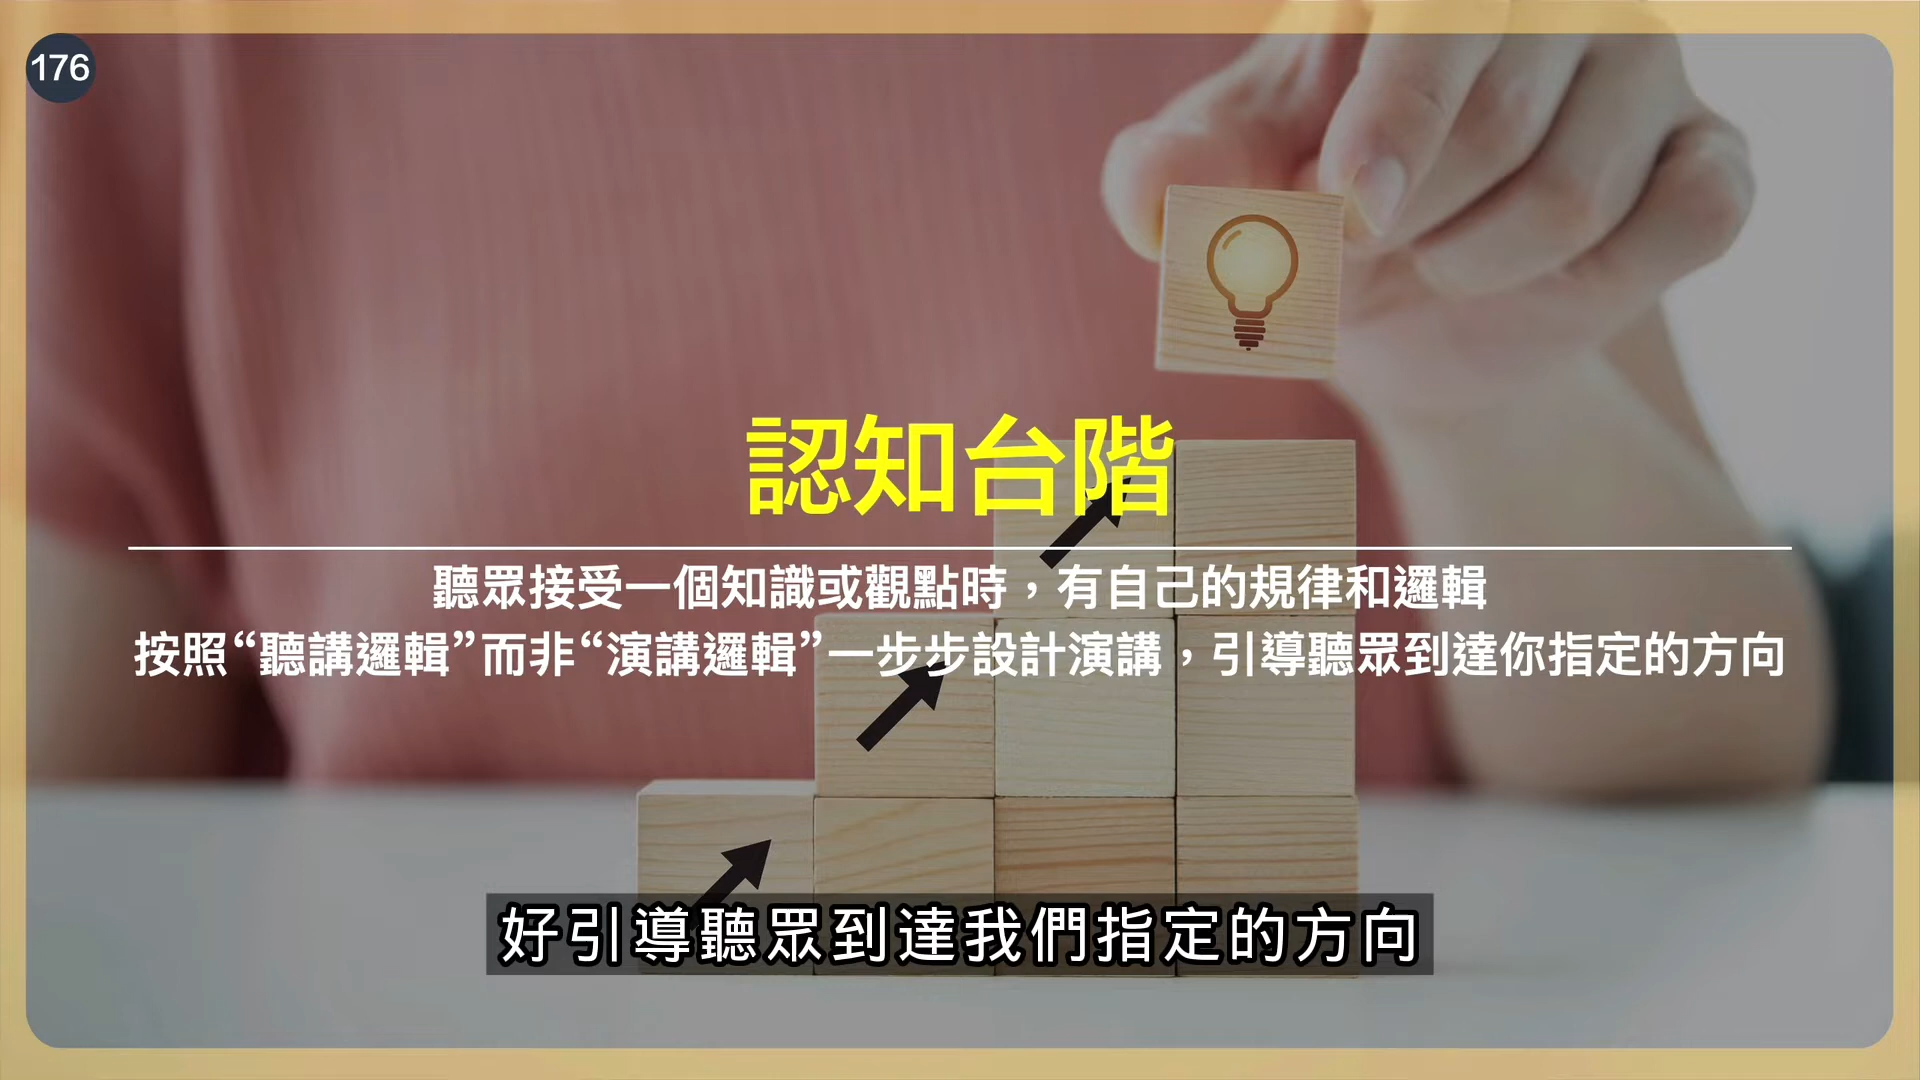 176
認知台階
聽眾接受一個知識或觀點時，有自己的規律和邏輯
按照“聽講邏輯”而非“演講邏輯”一步步設計演講，引導聽眾到達你指定的方向
好引導聽眾到達我們指定的方向